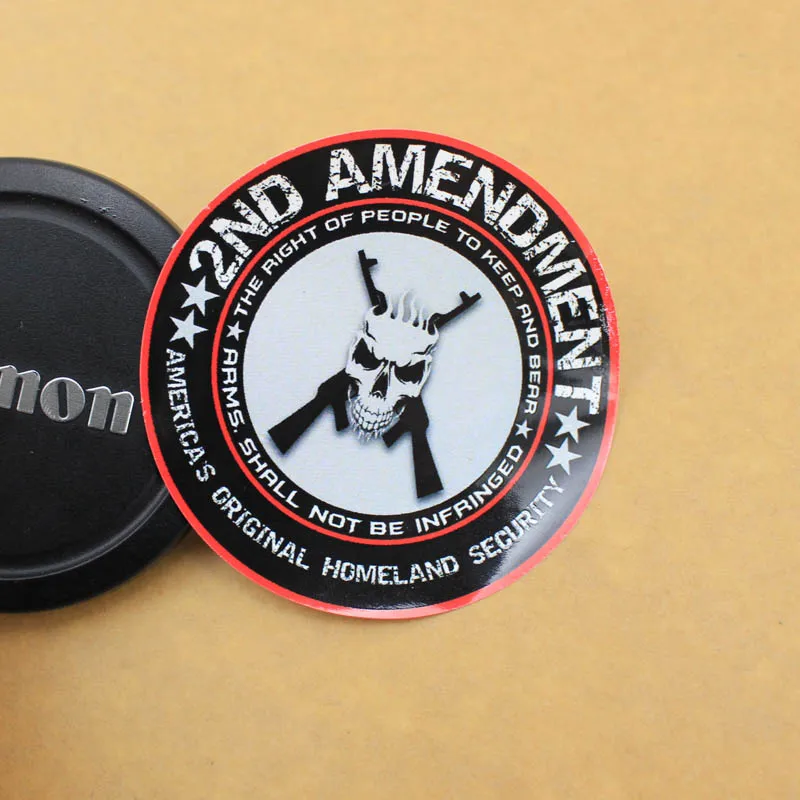 2ND AMENDMENT
THE RIGHT OF PEOPLE TO KEEP AND BEAR
ARMS, SHALL NOT BE INFRINGED
AMERICA'S ORIGINAL HOMELAND SECURITY
non